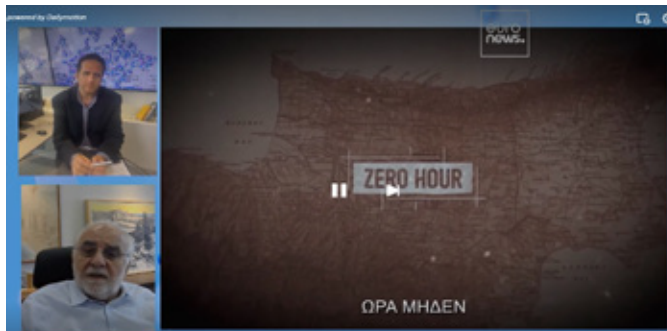 powered by Dailymotion
euro
news.
ZERO HOUR
ΩΡΑ ΜΗΔΕΝ